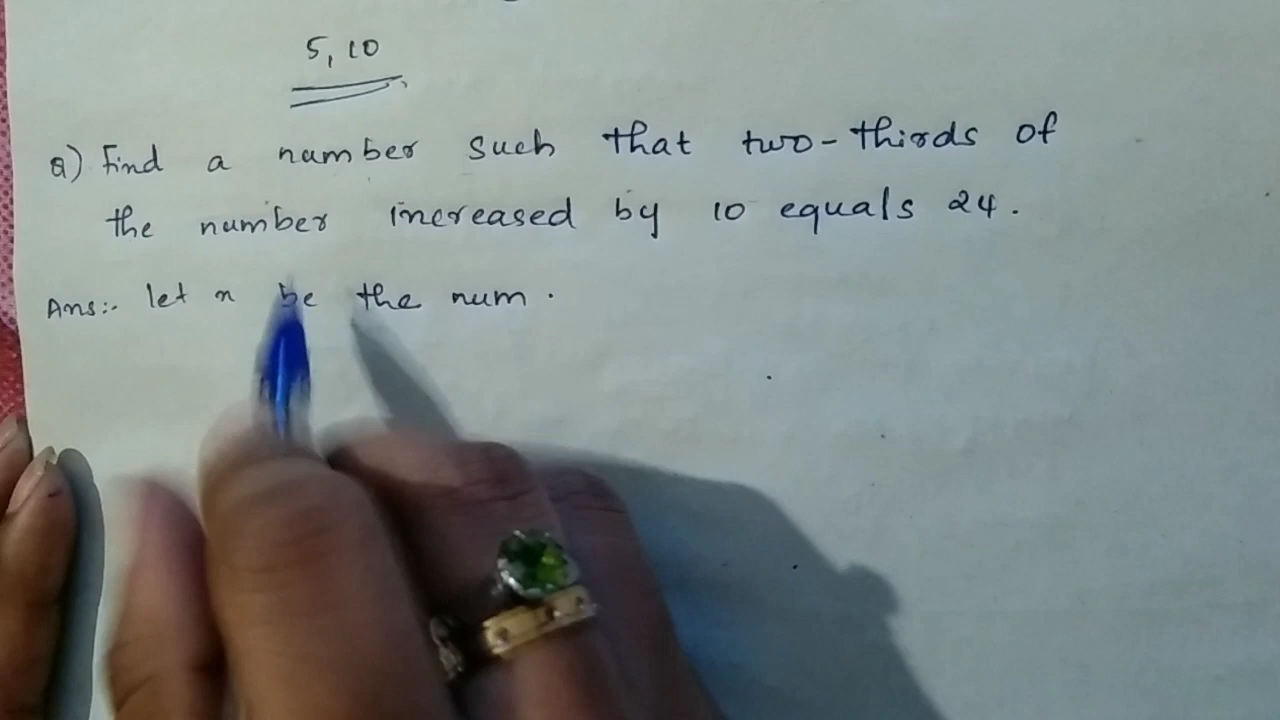 5, 10
Q) Find a number such that two-thirds of
the number increased by 10 equals 24.
Ans:- let n be the num.